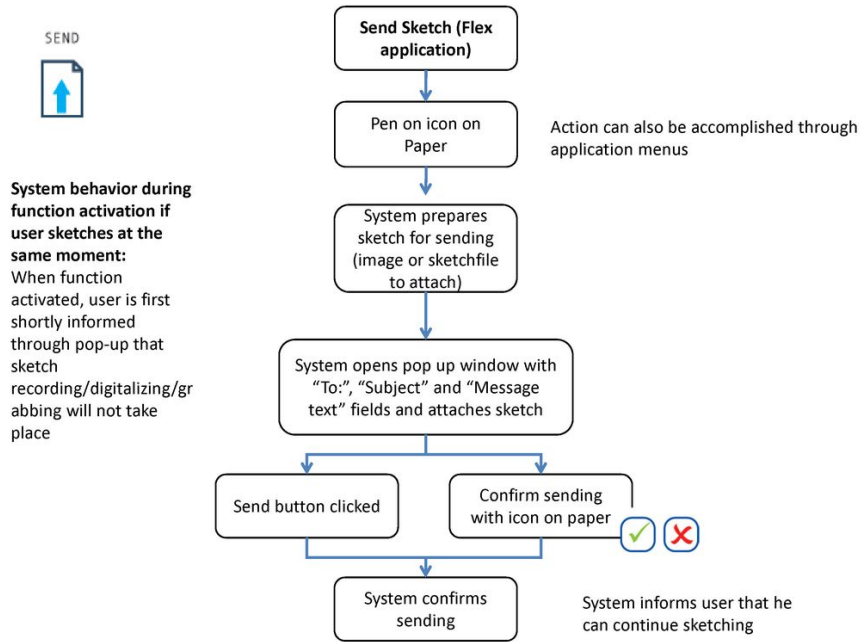 SEND
Send Sketch (Flex
application)
Pen on icon on
Paper
Action can also be accomplished through
application menus
System behavior during
function activation if
user sketches at the
same moment:
When function
activated, user is first
shortly informed
through pop-up that
sketch
recording/digitalizing/gr
abbing will not take
place
System prepares
sketch for sending
(image or sketchfile
to attach)
System opens pop up window with
“To:”, “Subject” and “Message
text” fields and attaches sketch
Send button clicked
Confirm sending
with icon on paper
System confirms
sending
System informs user that he
can continue sketching